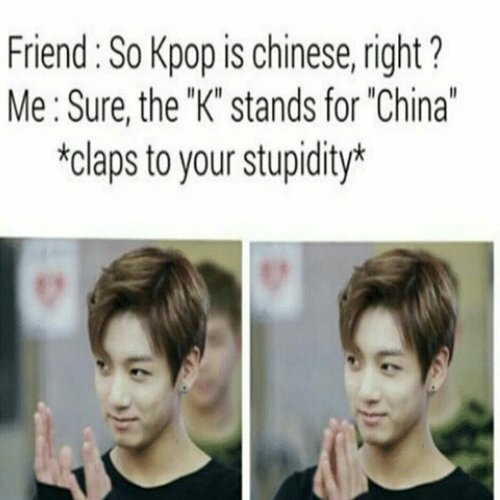 Friend : So Kpop is chinese, right ?
Me : Sure, the "K" stands for "China"
*claps to your stupidity*